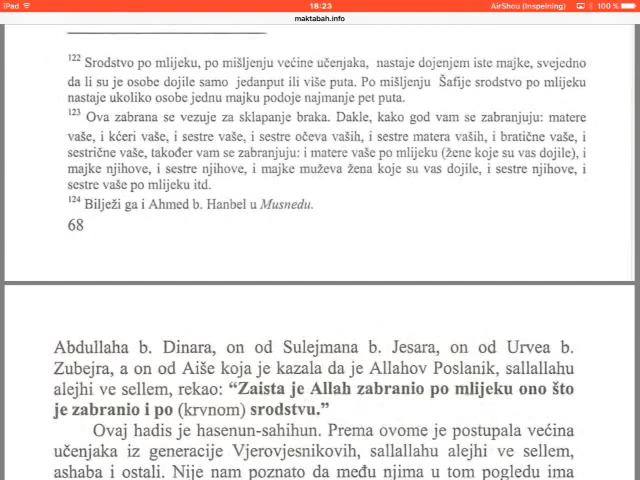 iPad
18:23
AirShou (Inspelning)
100 %
maktabah.info
122 Srodstvo po mlijeku, po mišljenju većine učenjaka, nastaje dojenjem iste majke, svejedno
da li su je osobe dojile samo jedanput ili više puta. Po mišljenju Šafije srodstvo po mlijeku
nastaje ukoliko osobe jednu majku podoje najmanje pet puta.
123 Ova zabrana se vezuje za sklapanje braka. Dakle, kako god vam se zabranjuju: matere
vaše, i kćeri vaše, i sestre vaše, i sestre očeva vaših, i sestre matera vaših, i bratične vaše, i
sestrične vaše, također vam se zabranjuju: i matere vaše po mlijeku (žene koje su vas dojile), i
majke njihove, i sestre njihove, i majke muževa žena koje su vas dojile, i sestre njihove, i
sestre vaše po mlijeku itd.
124 Bilježi ga i Ahmed b. Hanbel u Musnedu.
68
Abdullaha b. Dinara, on od Sulejmana b. Jesara, on od Urvea b.
Zubejra, a on od Aiše koja je kazala da je Allahov Poslanik, sallallahu
alejhi ve sellem, rekao: “Zaista je Allah zabranio po mlijeku ono što
je zabranio i po (krvnom) srodstvu.”
Ovaj hadis je hasenun-sahihun. Prema ovome je postupala većina
učenjaka iz generacije Vjerovjesnikovih, sallallahu alejhi ve sellem,
ashaba i ostali. Nije nam poznato da među njima u tom pogledu ima